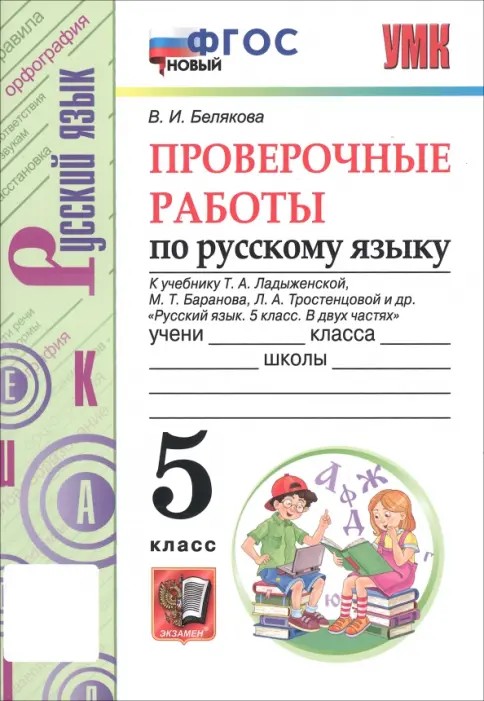 равила
орфография
Русский язык
ФГОС
НОВЫЙ
УМК
В. И. Белякова
ПРОВЕРОЧНЫЕ
РАБОТЫ
по русскому языку
К учебнику Т. А. Ладыженской,
М. Т. Баранова, Л. А. Тростенцовой и др.
«Русский язык. 5 класс. В двух частях»
учени класса
школы
5
класс
А Ж
Ф
Д
г
ю
ЭКЗАМЕН
Е К
Ш А